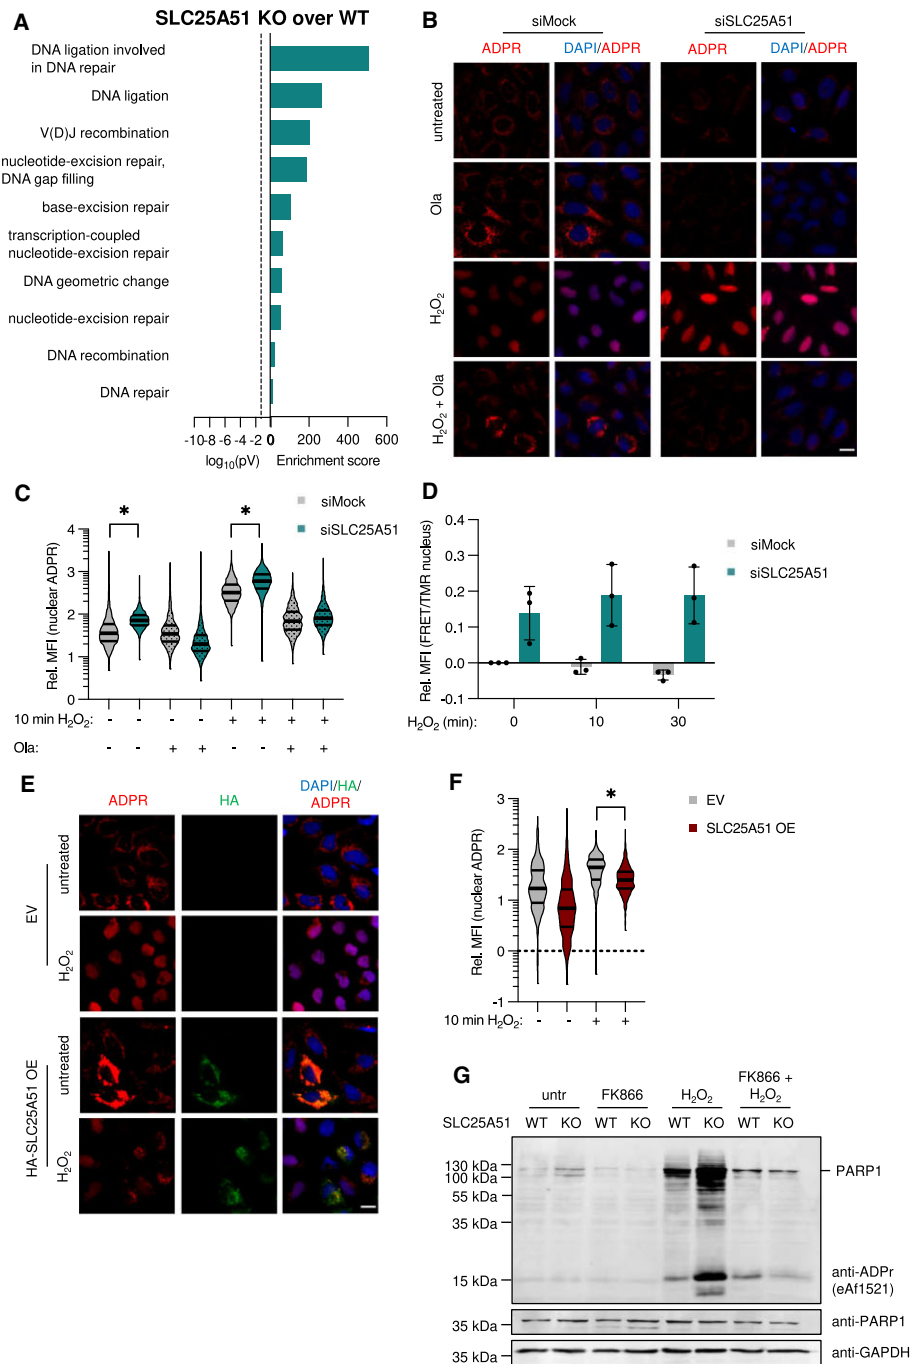 A
SLC25A51 KO over WT
DNA ligation involved
in DNA repair
DNA ligation
V(D)J recombination
nucleotide-excision repair,
DNA gap filling
base-excision repair
transcription-coupled
nucleotide-excision repair
DNA geometric change
nucleotide-excision repair
DNA recombination
DNA repair
-10 -8 -6 -4 -2 0 200 400 600
log10(pV) Enrichment score
B
siMock siSLC25A51
ADPR DAPI/ADPR ADPR DAPI/ADPR
untreated
Ola
H2O2
H2O2 + Ola
C
siMock
siSLC25A51
* *
Rel. MFI (nuclear ADPR)
4
3
2
1
0
10 min H2O2: - - - - + + + +
Ola: - - + + - - + +
D
siMock
siSLC25A51
Rel. MFI (FRET/TMR nucleus)
0.4
0.3
0.2
0.1
0.0
-0.1
H2O2 (min): 0 10 30
E
ADPR HA DAPI/HA/
ADPR
EV
untreated
H2O2
HA-SLC25A51 OE
untreated
H2O2
F
EV
SLC25A51 OE
*
Rel. MFI (nuclear ADPR)
3
2
1
0
-1
10 min H2O2: - - + +
G
untr FK866 H2O2 FK866 +
H2O2
SLC25A51 WT KO WT KO WT KO WT KO
130 kDa
100 kDa
55 kDa
35 kDa
15 kDa
PARP1
anti-ADPr
(eAf1521)
35 kDa
anti-PARP1
35 kDa
anti-GAPDH